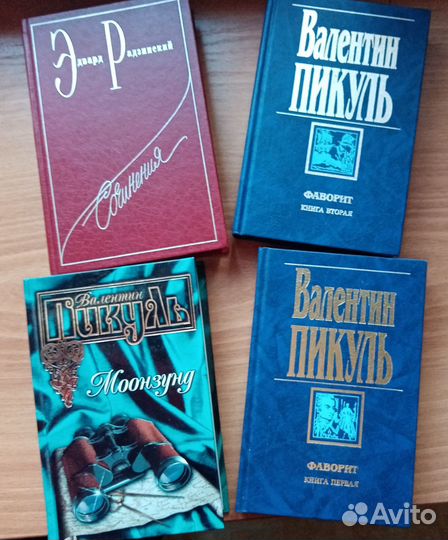 Эдвард Радзинский
Сочинения
Валентин
ПИКУЛЬ
ФАВОРИТ
КНИГА ВТОРАЯ
Валентин
Пикуль
Моонзунд
Валентин
ПИКУЛЬ
ФАВОРИТ
КНИГА ПЕРВАЯ
Avito